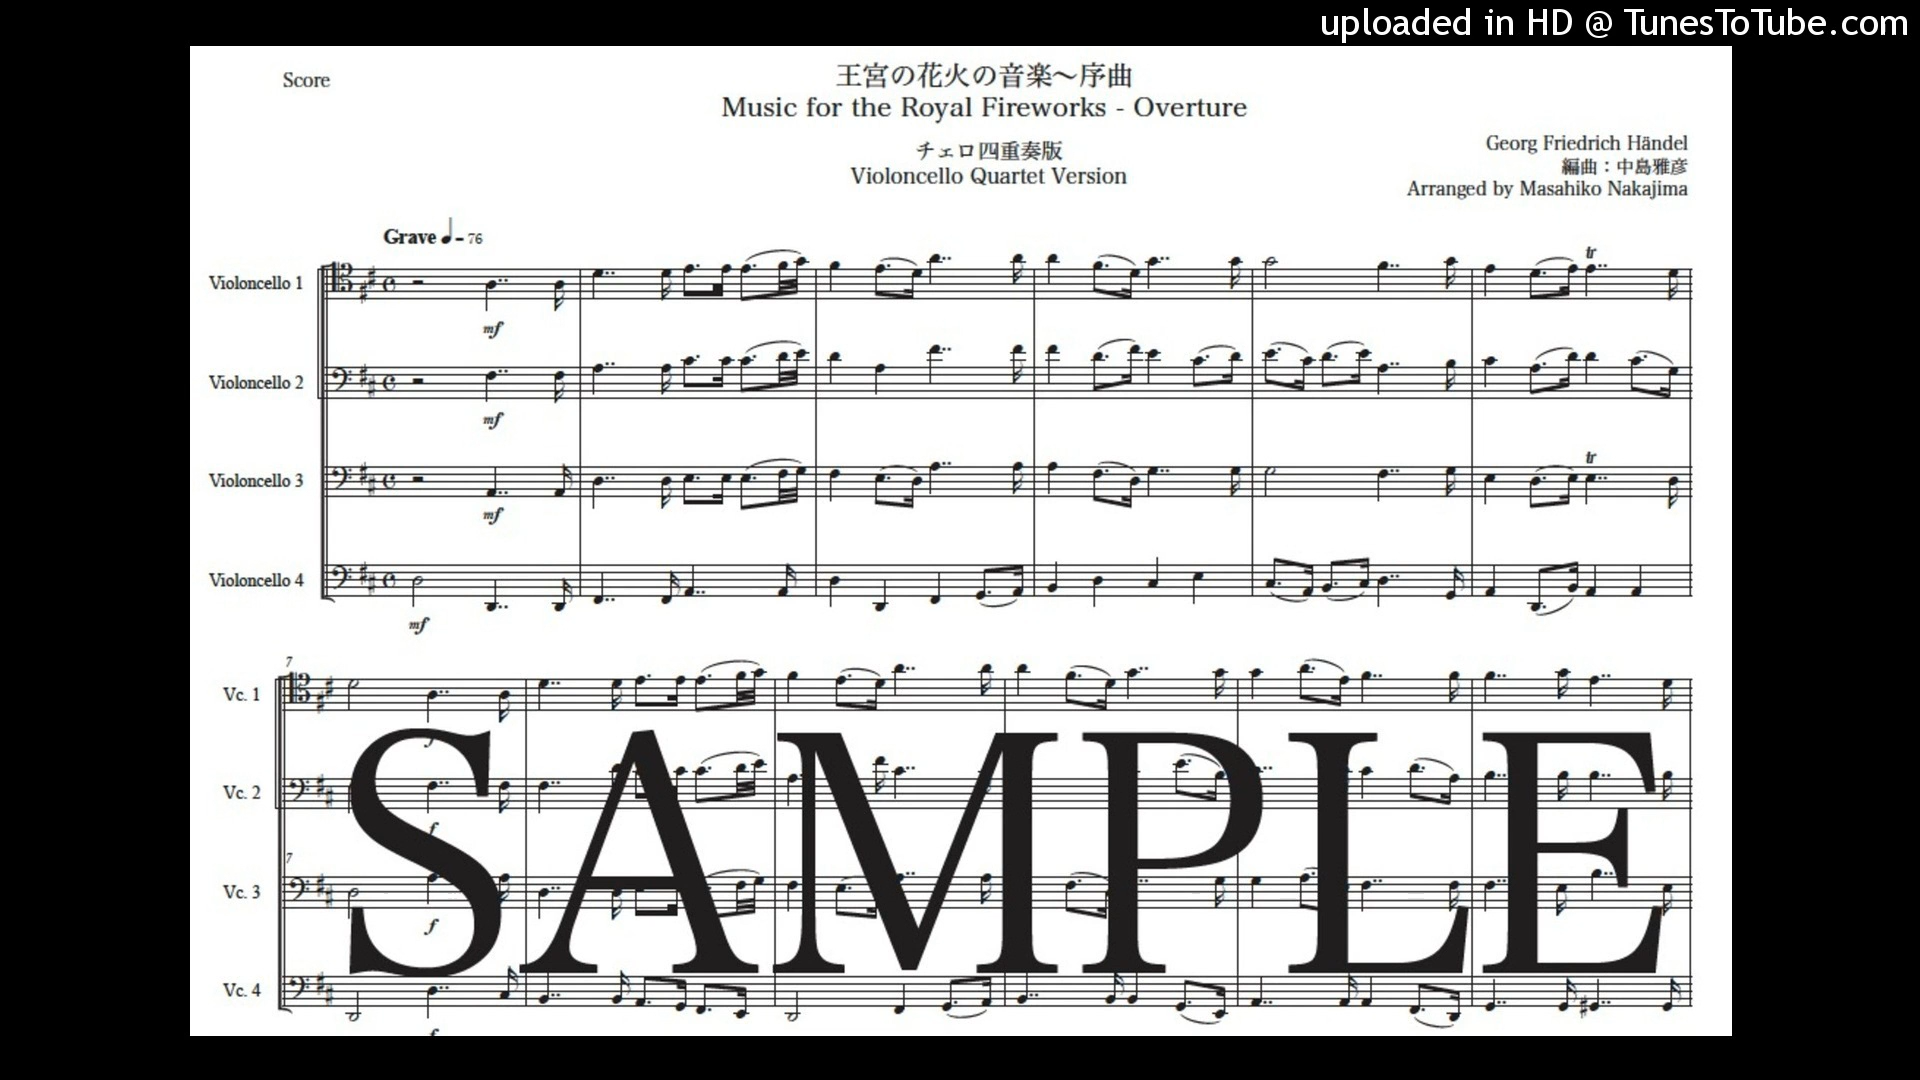 uploaded in HD @ TunesToTube.com
Score
王宮の花火の音楽～序曲
Music for the Royal Fireworks - Overture
チェロ四重奏版
Violoncello Quartet Version
Georg Friedrich Händel
編曲：中島雅彦
Arranged by Masahiko Nakajima
Grave ♩= 76
Violoncello 1
tr
mf
Violoncello 2
mf
Violoncello 3
tr
mf
Violoncello 4
mf
7
Vc. 1
f
Vc. 2
f
7
Vc. 3
f
Vc. 4
f
SAMPLE